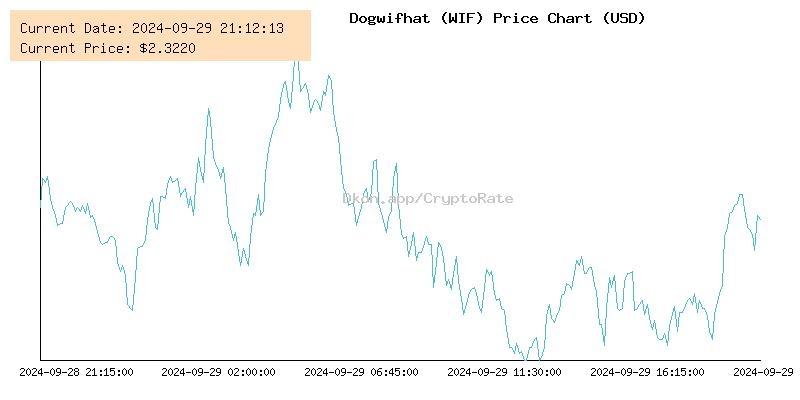 Dogwifhat (WIF) Price Chart (USD)
Current Date: 2024-09-29 21:12:13
Current Price: $2.3220
Dkon.app/CryptoRate
2024-09-28 21:15:00 2024-09-29 02:00:00 2024-09-29 06:45:00 2024-09-29 11:30:00 2024-09-29 16:15:00 2024-09-29